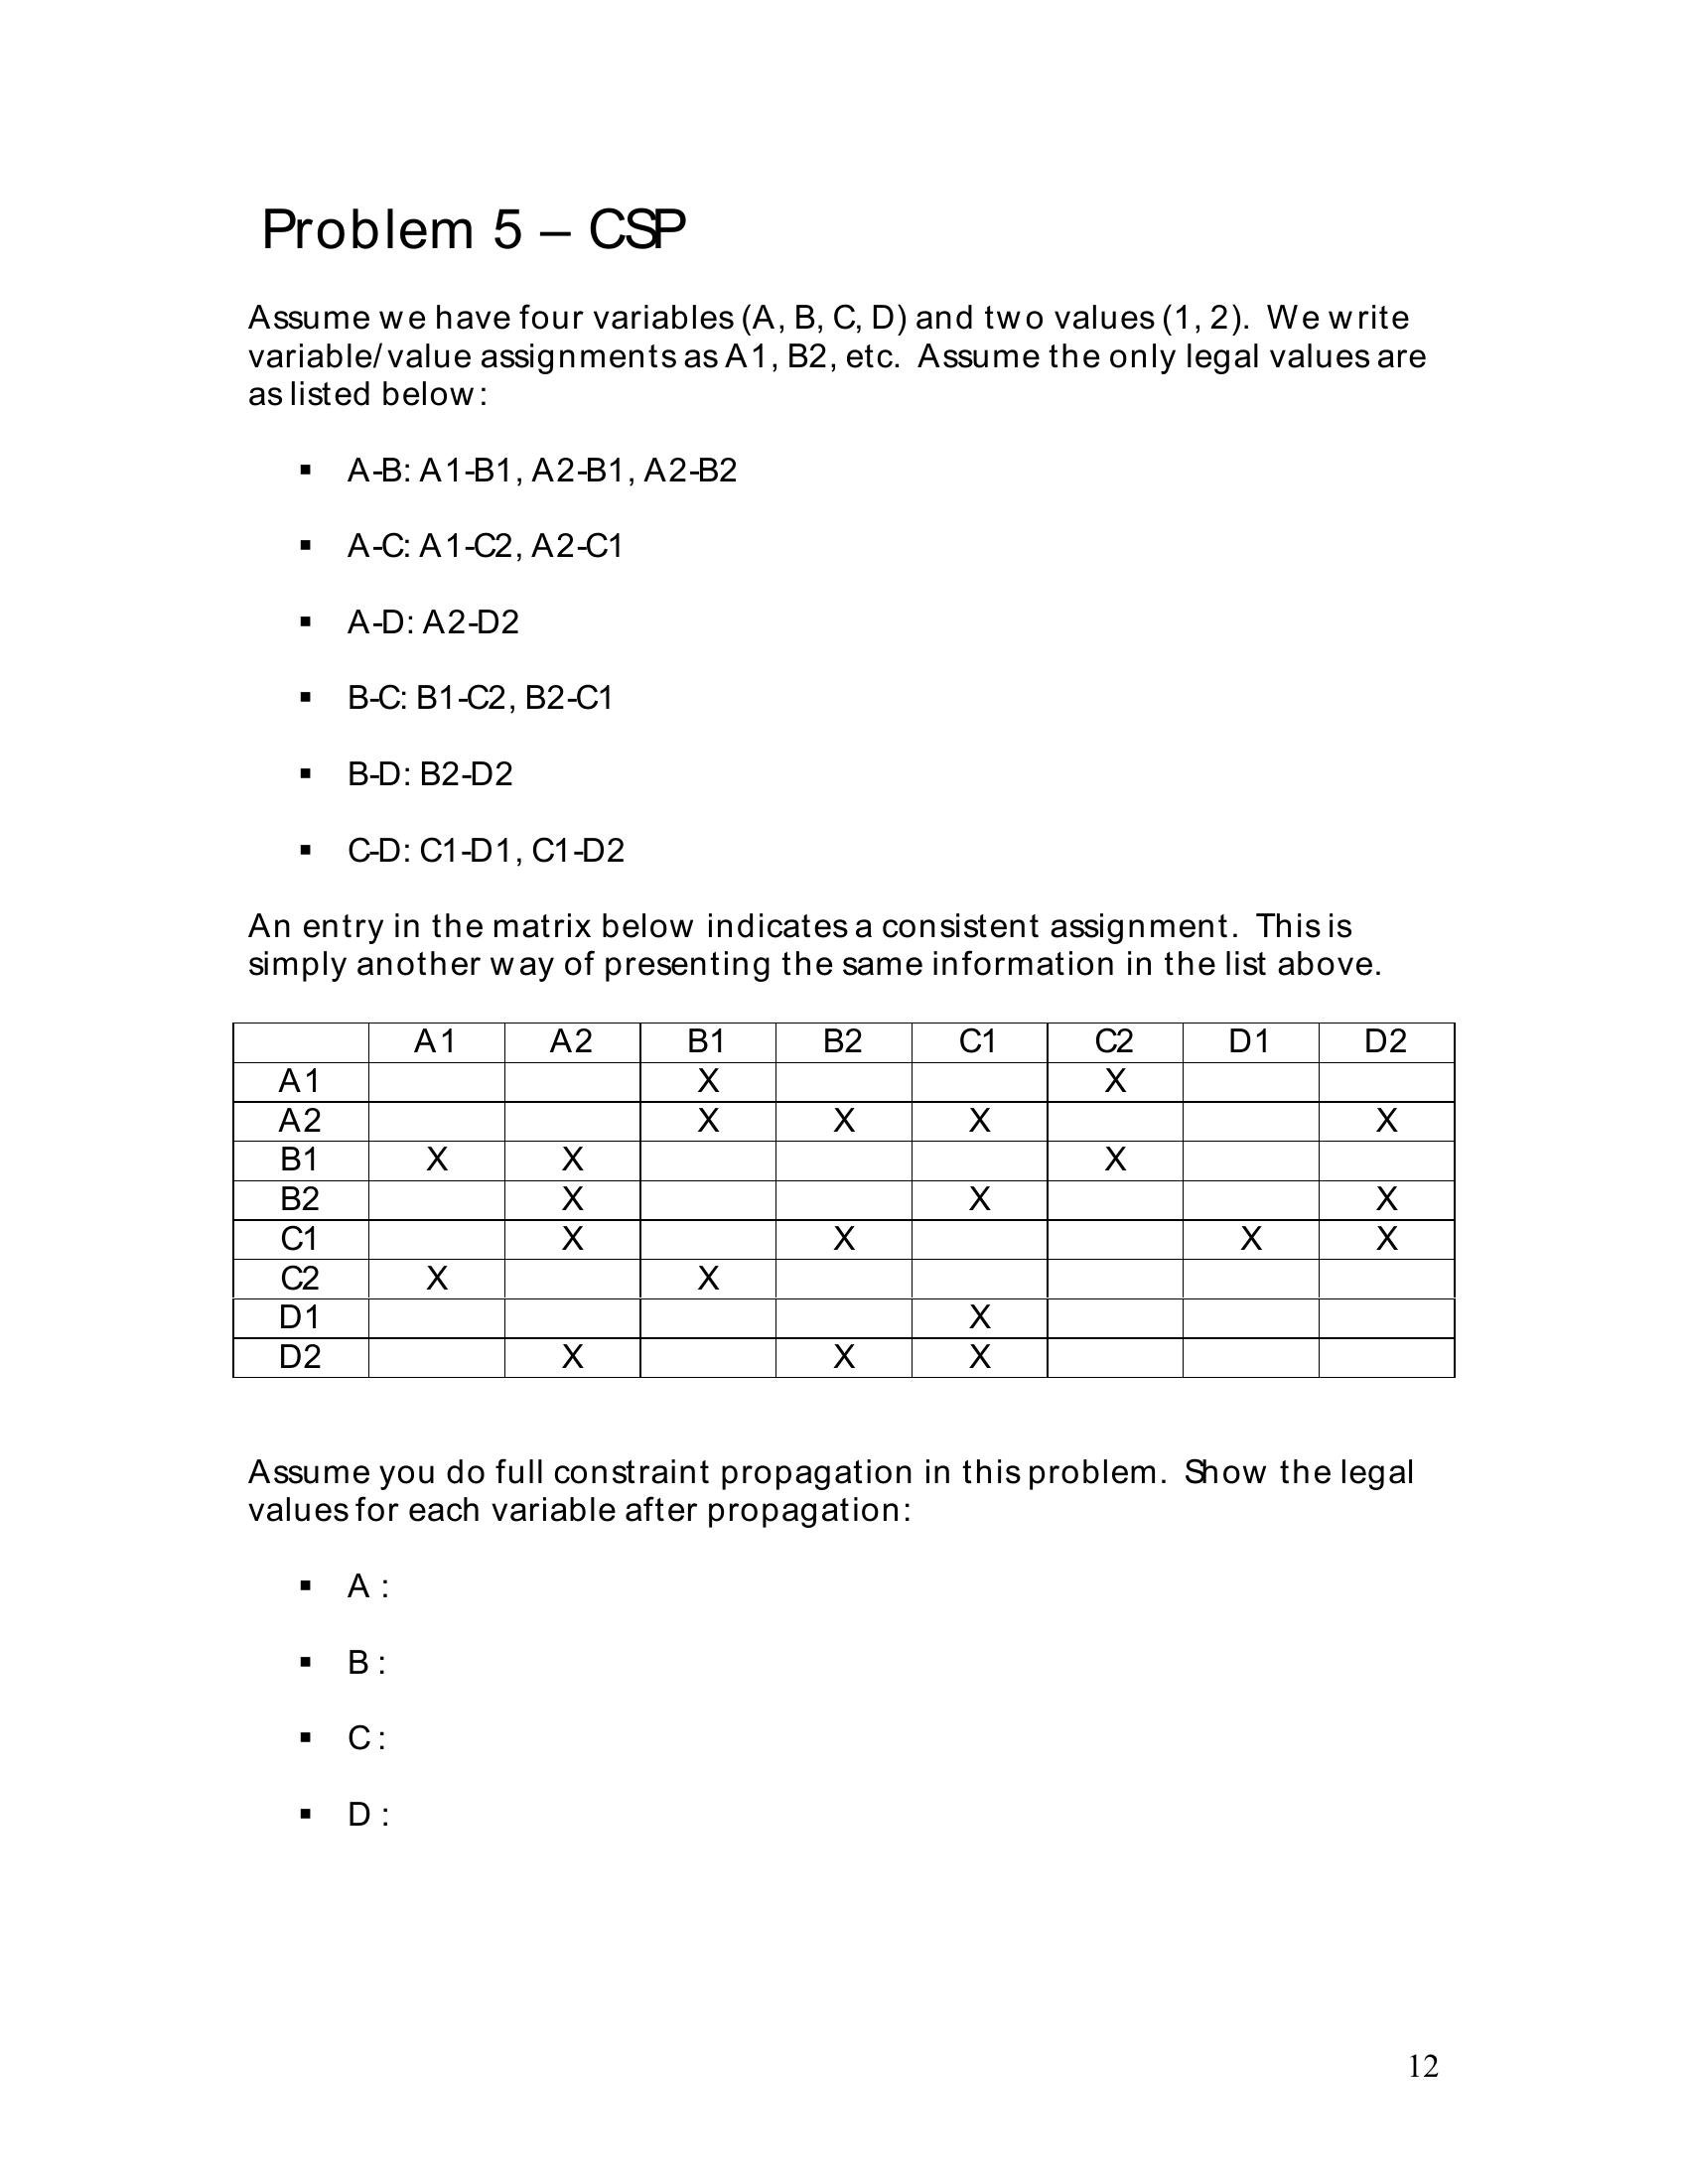 Problem 5 – CSP
Assume we have four variables (A, B, C, D) and two values (1, 2). We write
variable/value assignments as A1, B2, etc. Assume the only legal values are
as listed below:
▪ A-B: A1-B1, A2-B1, A2-B2
▪ A-C: A1-C2, A2-C1
▪ A-D: A2-D2
▪ B-C: B1-C2, B2-C1
▪ B-D: B2-D2
▪ C-D: C1-D1, C1-D2
An entry in the matrix below indicates a consistent assignment. This is
simply another way of presenting the same information in the list above.
A1 A2 B1 B2 C1 C2 D1 D2
A1 X X
A2 X X X X
B1 X X X
B2 X X X
C1 X X X X
C2 X X
D1 X
D2 X X X
Assume you do full constraint propagation in this problem. Show the legal
values for each variable after propagation:
▪ A :
▪ B :
▪ C :
▪ D :
12